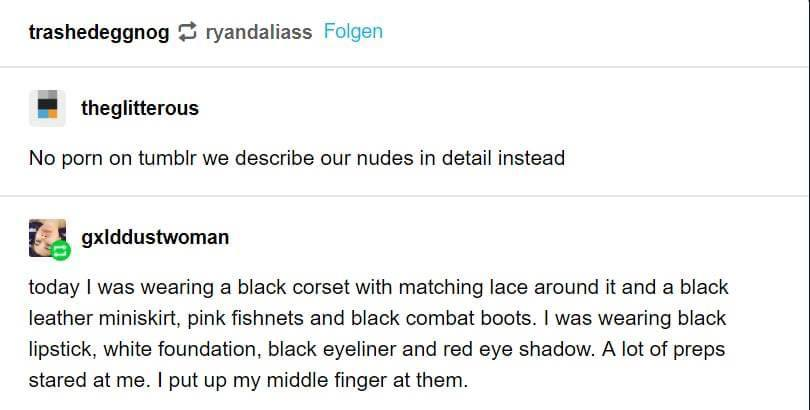 trashedeggnog ryandaliass Folgen
theglitterous
No porn on tumblr we describe our nudes in detail instead
gxlddustwoman
today I was wearing a black corset with matching lace around it and a black
leather miniskirt, pink fishnets and black combat boots. I was wearing black
lipstick, white foundation, black eyeliner and red eye shadow. A lot of preps
stared at me. I put up my middle finger at them.